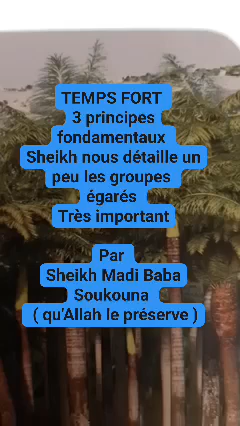 TEMPS FORT
3 principes
fondamentaux
Sheikh nous détaille un
peu les groupes
égarés
Très important
Par
Sheikh Madi Baba
Soukouna
( qu'Allah le préserve )